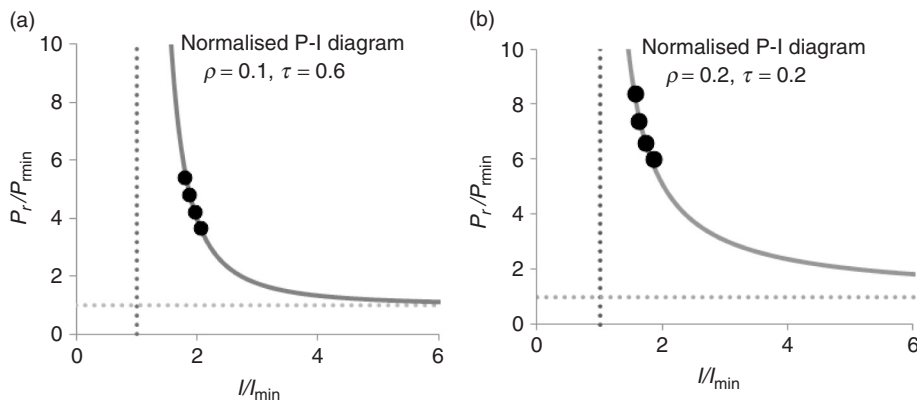 (a)
Normalised P-I diagram
ρ = 0.1, τ = 0.6
10
8
6
4
2
0
P_r/P_rmin
0 2 4 6
I/I_min
(b)
Normalised P-I diagram
ρ = 0.2, τ = 0.2
10
8
6
4
2
0
P_r/P_rmin
0 2 4 6
I/I_min